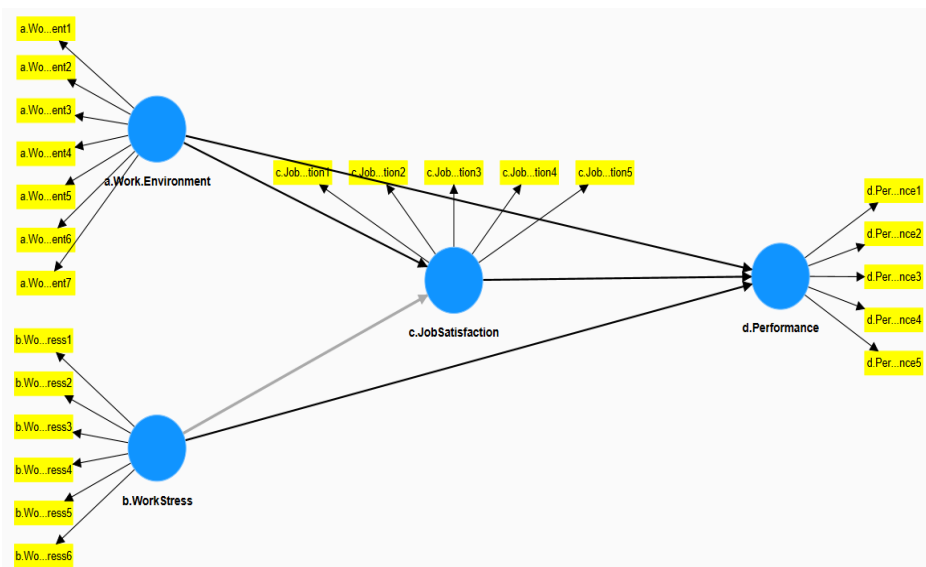 a.Wo...ent1
a.Wo...ent2
a.Wo...ent3
a.Wo...ent4
a.Wo...ent5
a.Wo...ent6
a.Wo...ent7
a.Work.Environment
c.Job...tion1
c.Job...tion2
c.Job...tion3
c.Job...tion4
c.Job...tion5
c.JobSatisfaction
d.Per...nce1
d.Per...nce2
d.Per...nce3
d.Per...nce4
d.Per...nce5
d.Performance
b.Wo...ress1
b.Wo...ress2
b.Wo...ress3
b.Wo...ress4
b.Wo...ress5
b.Wo...ress6
b.WorkStress